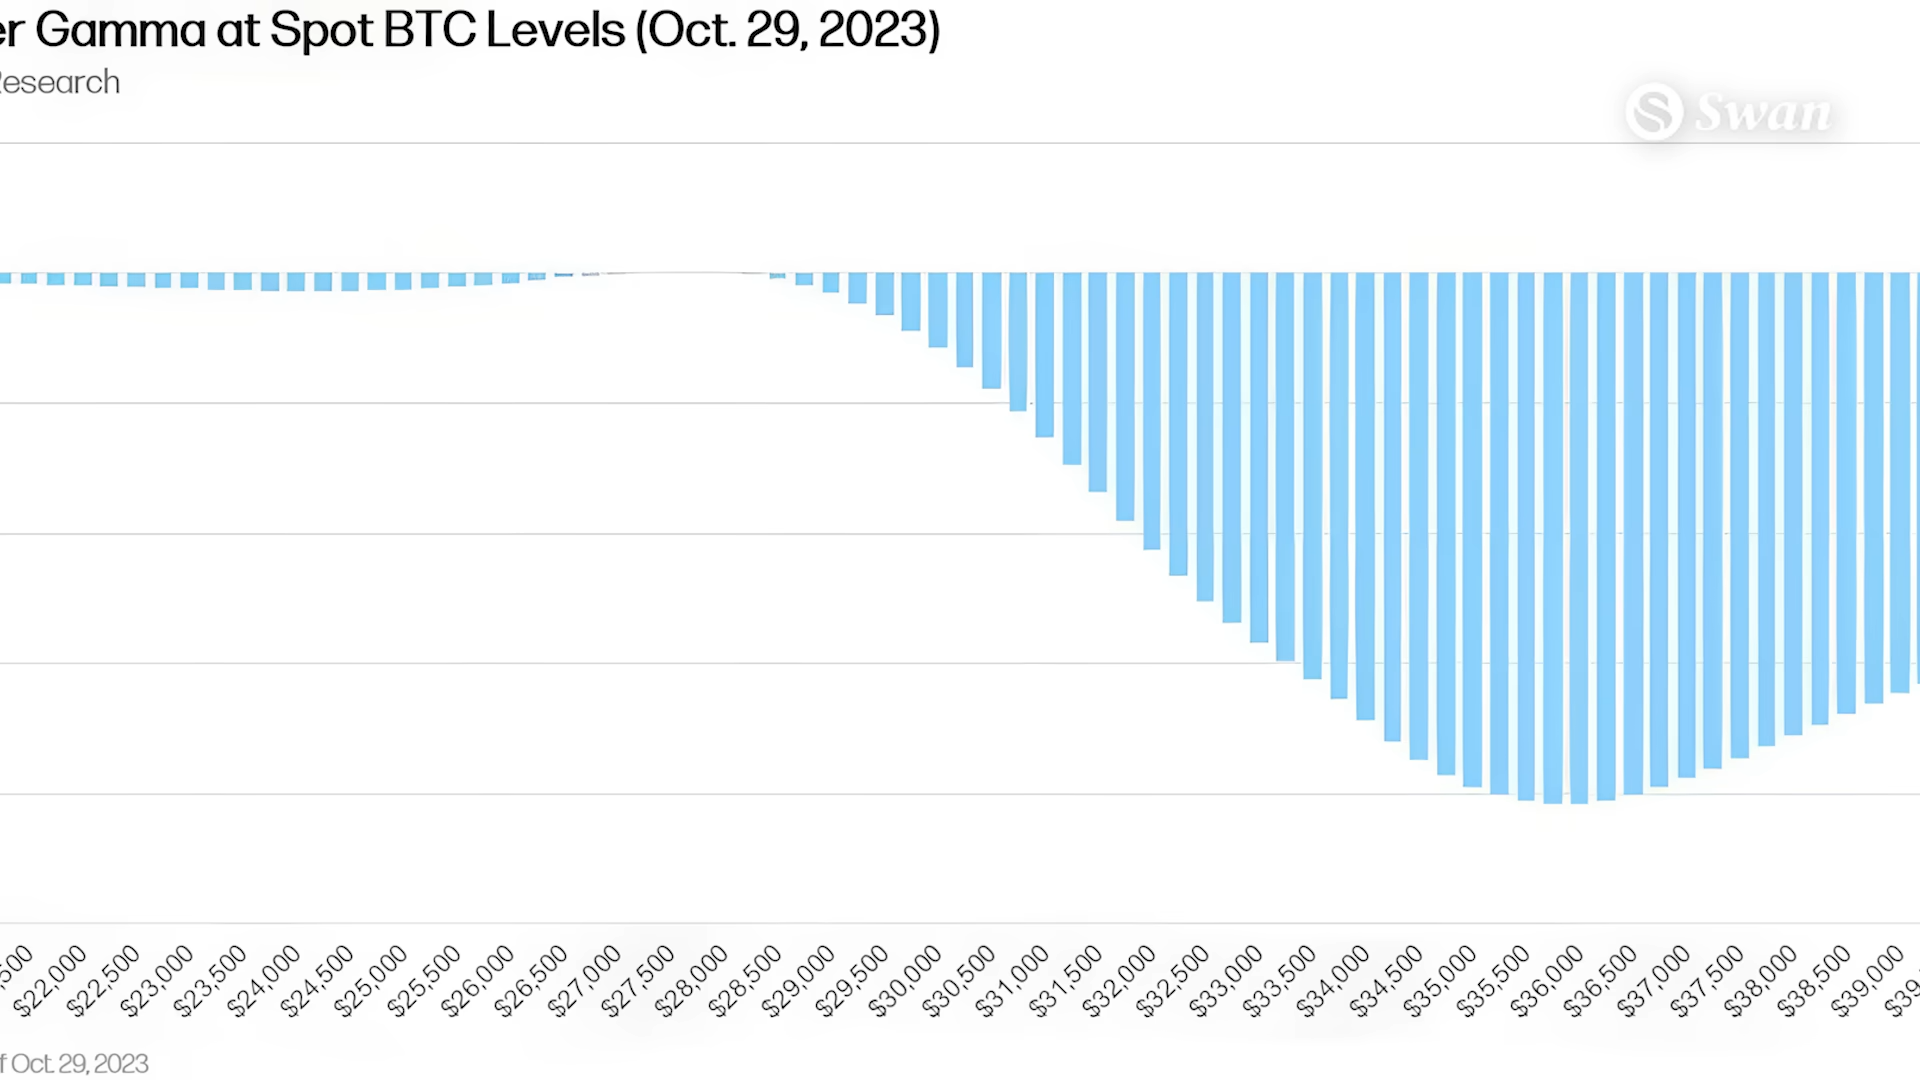 er Gamma at Spot BTC Levels (Oct. 29, 2023)
Research
Swan
,500 $22,000 $22,500 $23,000 $23,500 $24,000 $24,500 $25,000 $25,500 $26,000 $26,500 $27,000 $27,500 $28,000 $28,500 $29,000 $29,500 $30,000 $30,500 $31,000 $31,500 $32,000 $32,500 $33,000 $33,500 $34,000 $34,500 $35,000 $35,500 $36,000 $36,500 $37,000 $37,500 $38,000 $38,500 $39,000 $39
f Oct. 29, 2023